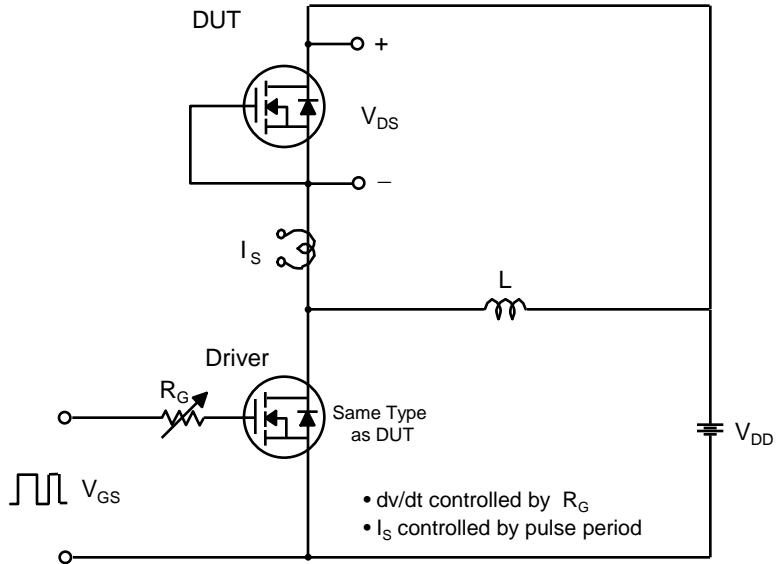 DUT
+
V_DS
–
I_S
L
Driver
R_G
Same Type
as DUT
V_DD
V_GS
• dv/dt controlled by R_G
• I_S controlled by pulse period